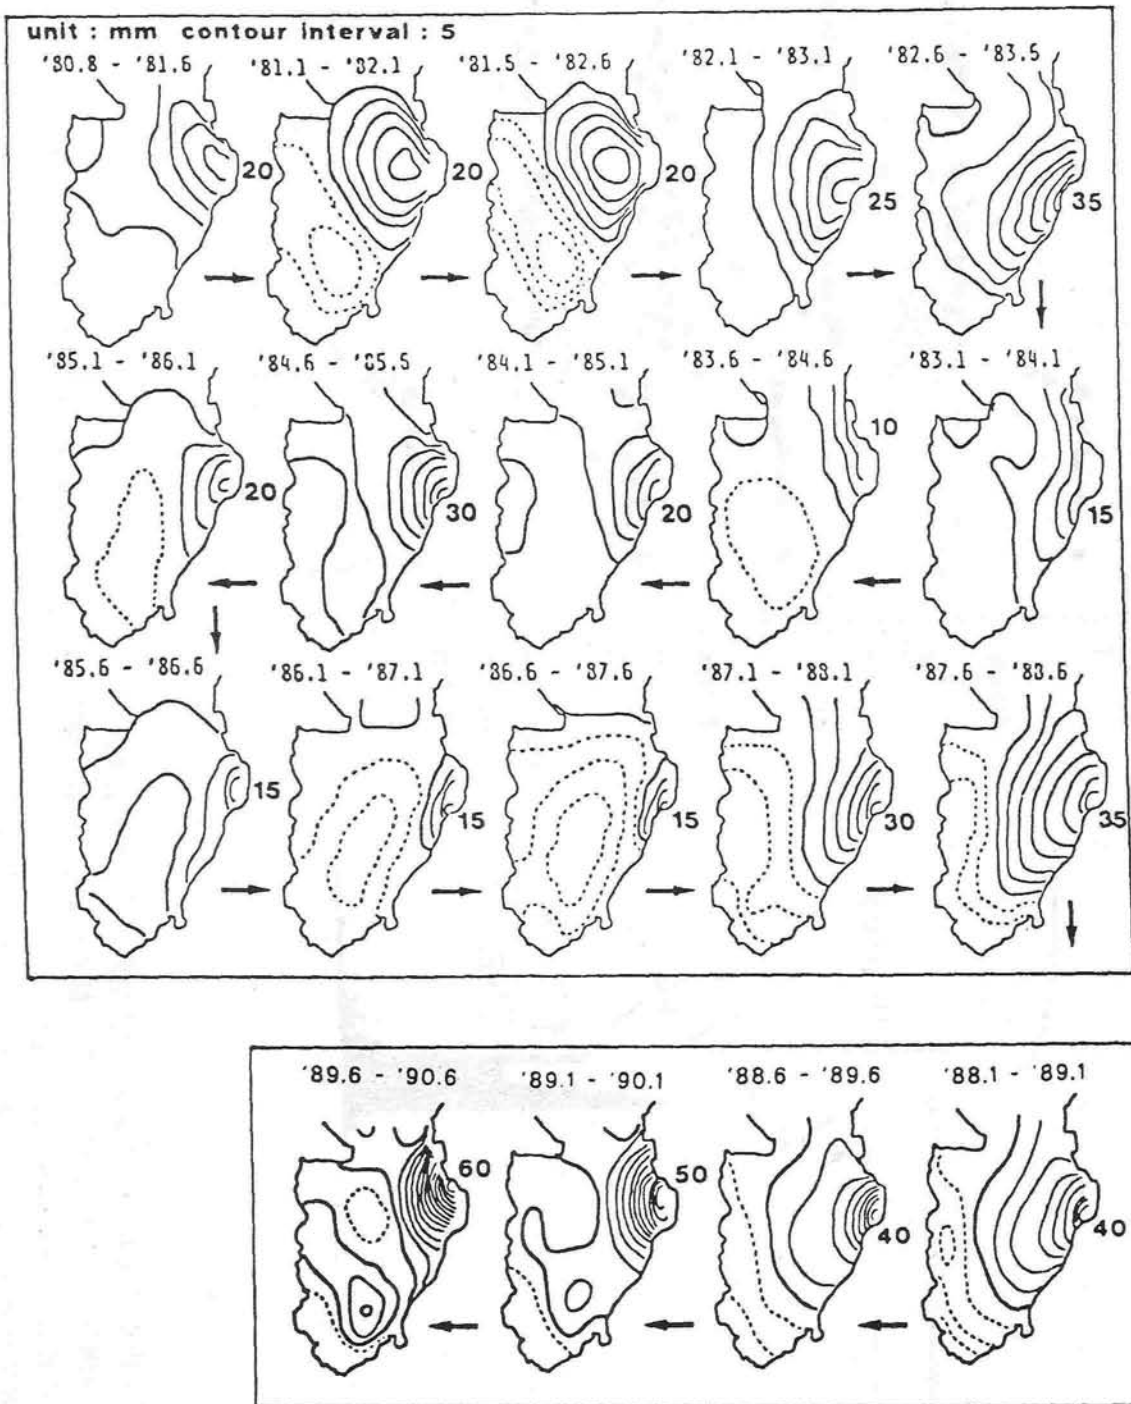 unit : mm contour interval : 5
'80.8 - '81.6 '81.1 - '82.1 '81.5 - '82.6 '82.1 - '83.1 '82.6 - '83.5
20 20 20 25 35
'85.1 - '86.1 '84.6 - '85.5 '84.1 - '85.1 '83.6 - '84.6 '83.1 - '84.1
20 30 20 10 15
'85.6 - '86.6 '86.1 - '87.1 '86.6 - '87.6 '87.1 - '88.1 '87.6 - '88.6
15 15 15 30 35
'89.6 - '90.6 '89.1 - '90.1 '88.6 - '89.6 '88.1 - '89.1
60 50 40 40